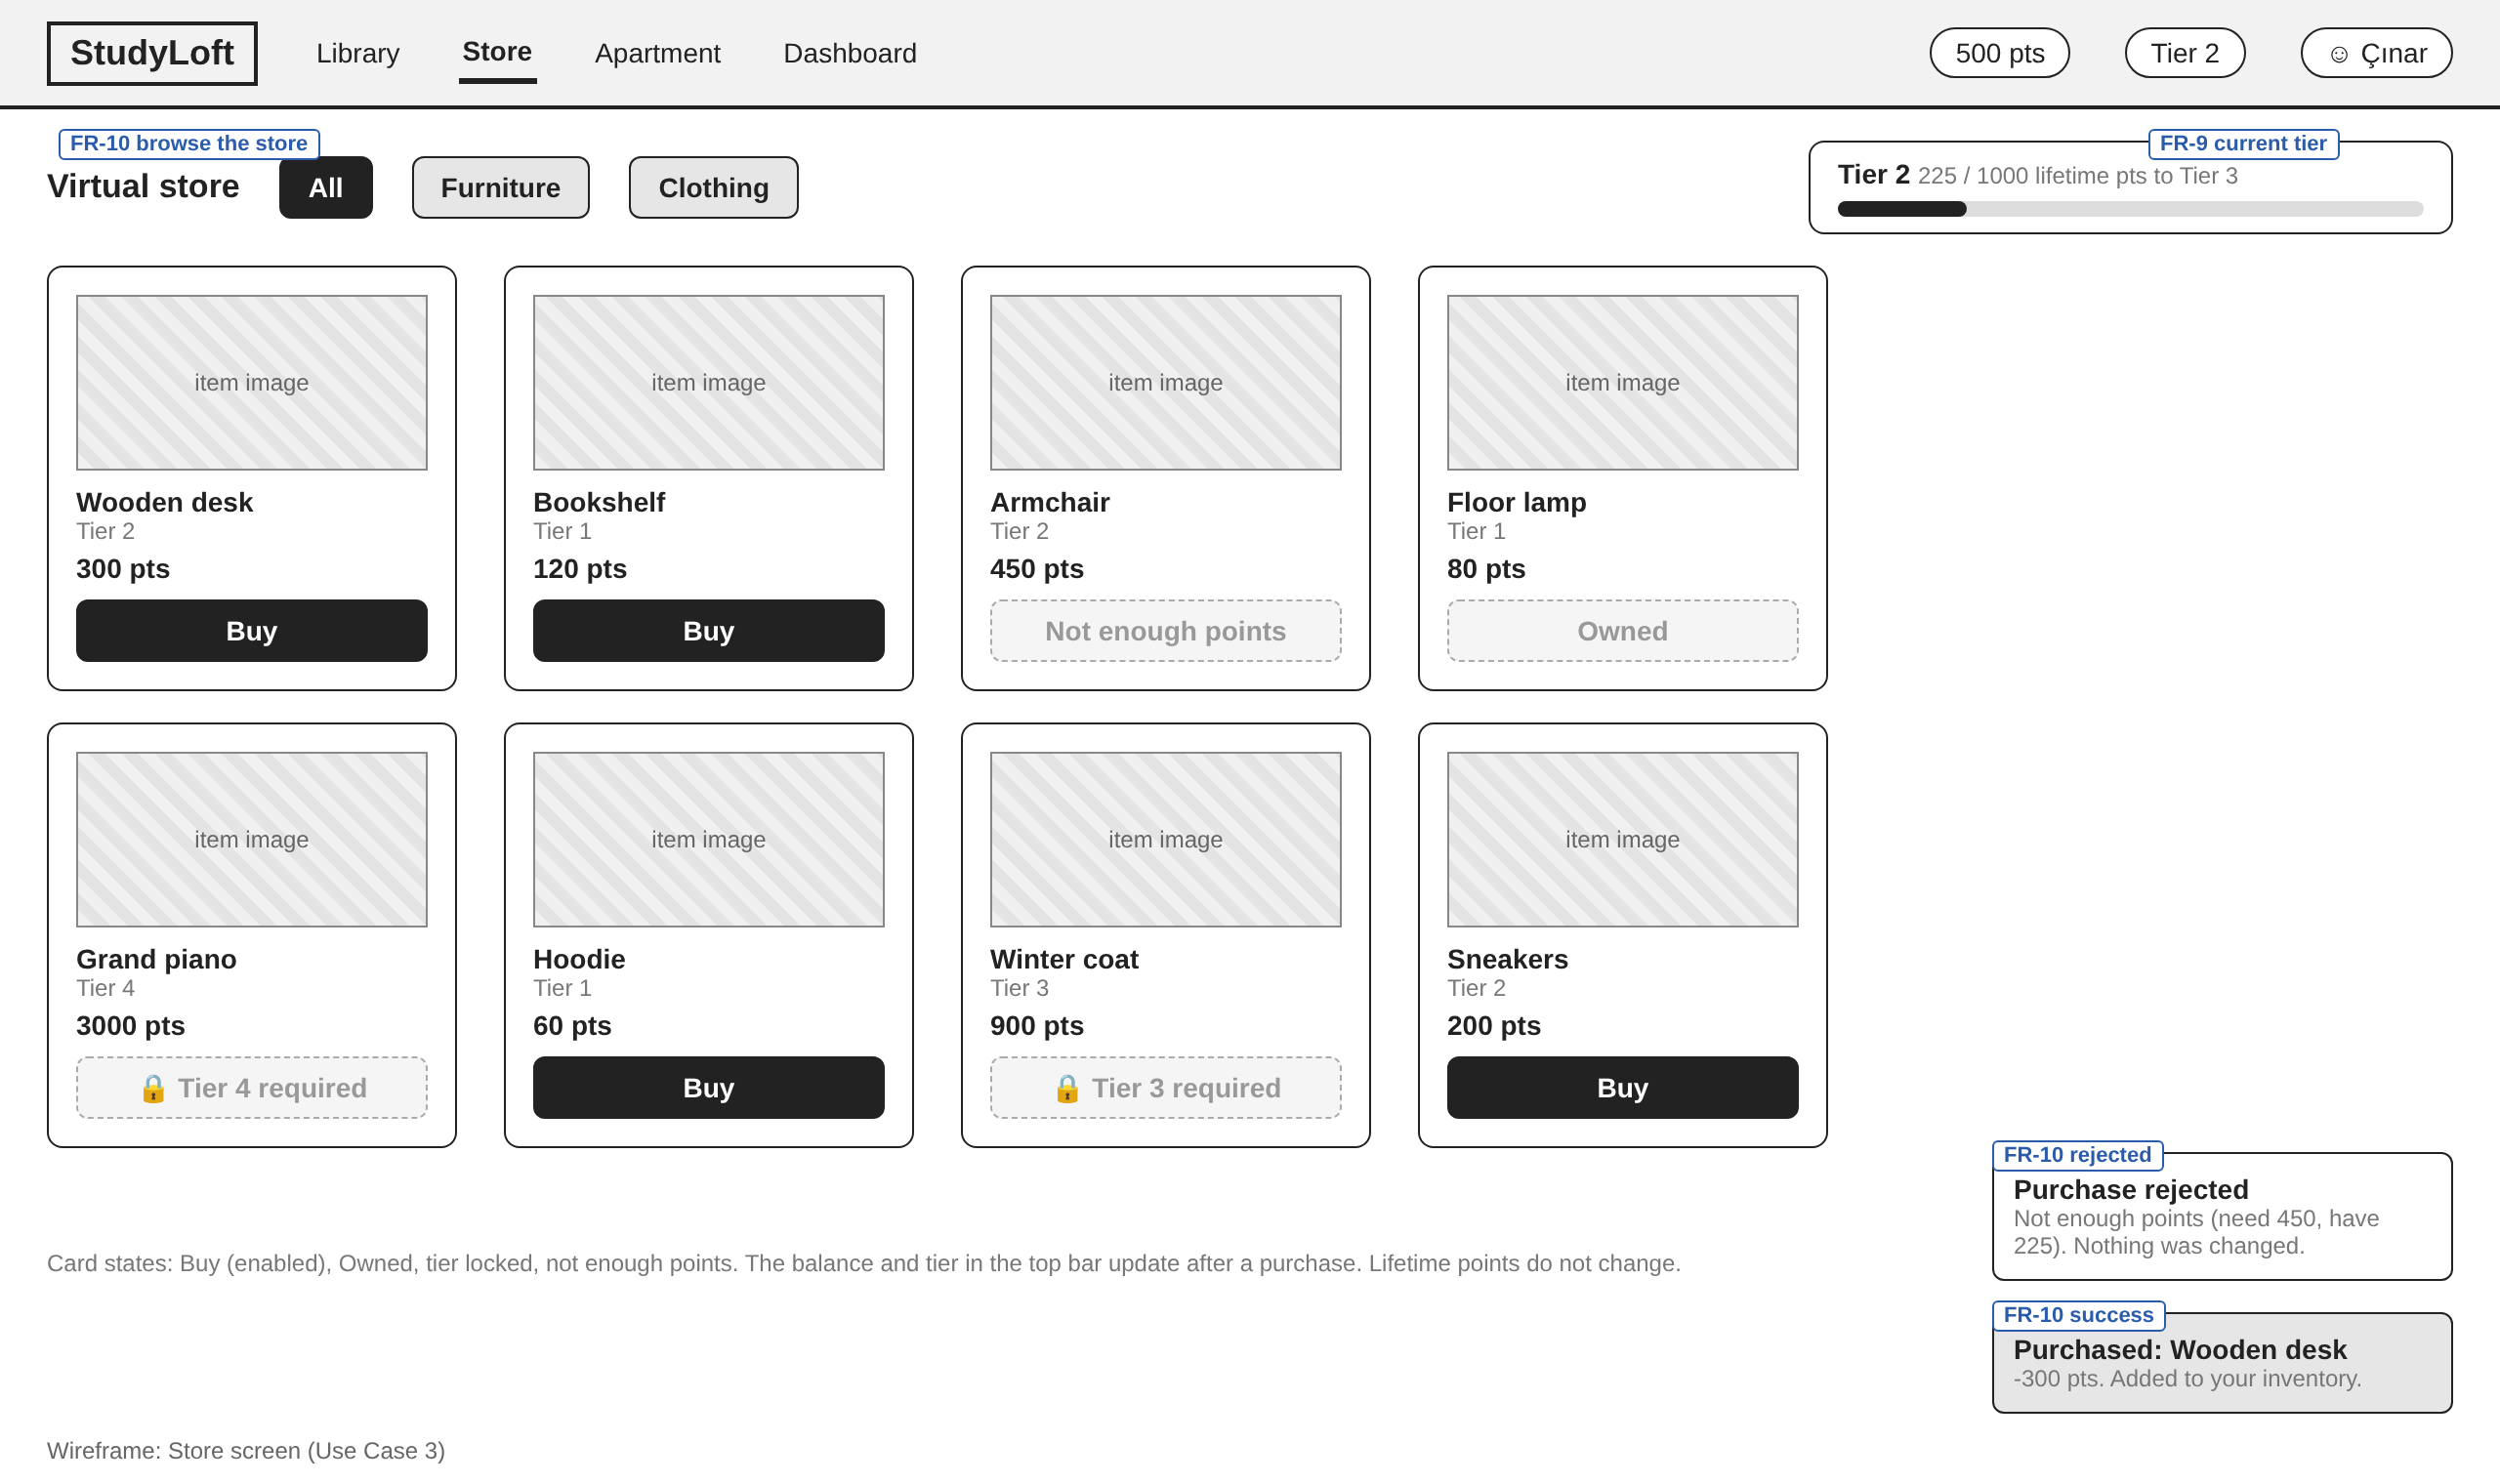 StudyLoft
Library
Store
Apartment
Dashboard
500 pts
Tier 2
☺ Çınar
FR-10 browse the store
FR-9 current tier
Virtual store
All
Furniture
Clothing
Tier 2 225 / 1000 lifetime pts to Tier 3
item image
Wooden desk
Tier 2
300 pts
Buy
item image
Bookshelf
Tier 1
120 pts
Buy
item image
Armchair
Tier 2
450 pts
Not enough points
item image
Floor lamp
Tier 1
80 pts
Owned
item image
Grand piano
Tier 4
3000 pts
🔒 Tier 4 required
item image
Hoodie
Tier 1
60 pts
Buy
item image
Winter coat
Tier 3
900 pts
🔒 Tier 3 required
item image
Sneakers
Tier 2
200 pts
Buy
FR-10 rejected
Purchase rejected
Not enough points (need 450, have
225). Nothing was changed.
Card states: Buy (enabled), Owned, tier locked, not enough points. The balance and tier in the top bar update after a purchase. Lifetime points do not change.
FR-10 success
Purchased: Wooden desk
-300 pts. Added to your inventory.
Wireframe: Store screen (Use Case 3)